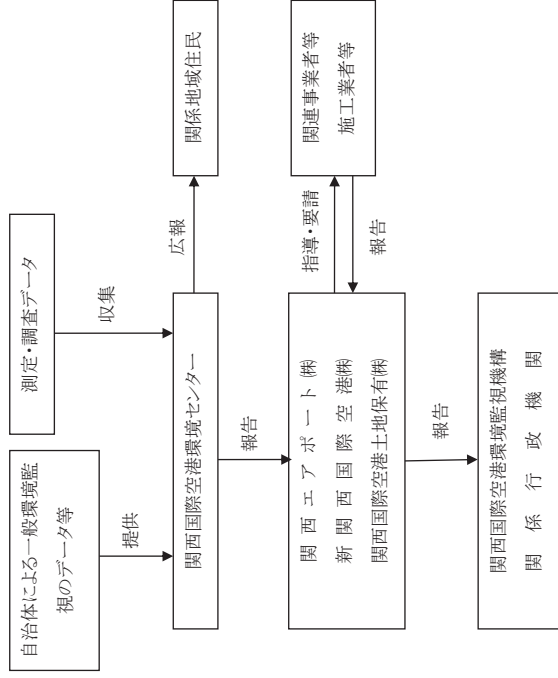 自治体による一般環境監
視のデータ等
測定・調査データ
提供
収集
関西国際空港環境センター
広報
関係地域住民
報告
関西エアポート㈱
新関西国際空港㈱
関西国際空港土地保有㈱
指導・要請
報告
関連事業者等
施工業者等
報告
関西国際空港環境監視機構
関係行政機関